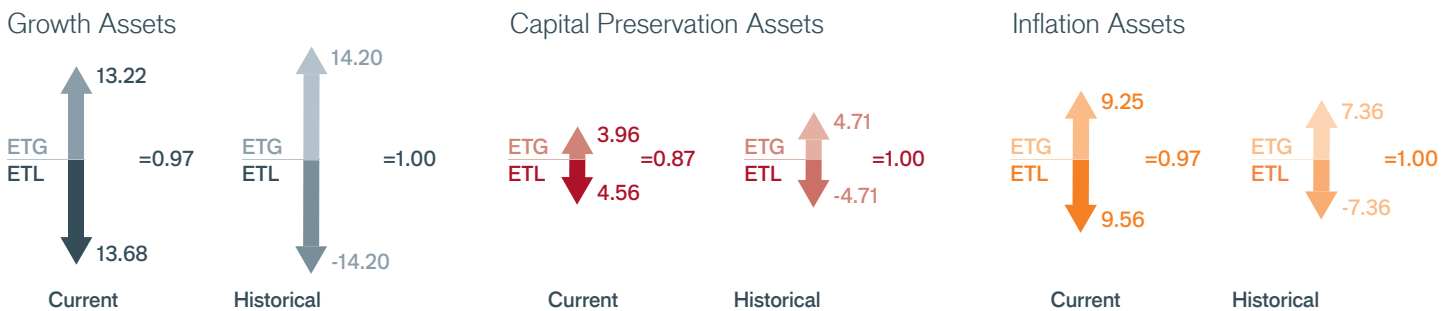 Growth Assets
13.22
ETG
ETL
=0.97
13.68
Current
14.20
ETG
ETL
=1.00
-14.20
Historical
Capital Preservation Assets
3.96
ETG
ETL
=0.87
4.56
Current
4.71
ETG
ETL
=1.00
-4.71
Historical
Inflation Assets
9.25
ETG
ETL
=0.97
9.56
Current
7.36
ETG
ETL
=1.00
-7.36
Historical